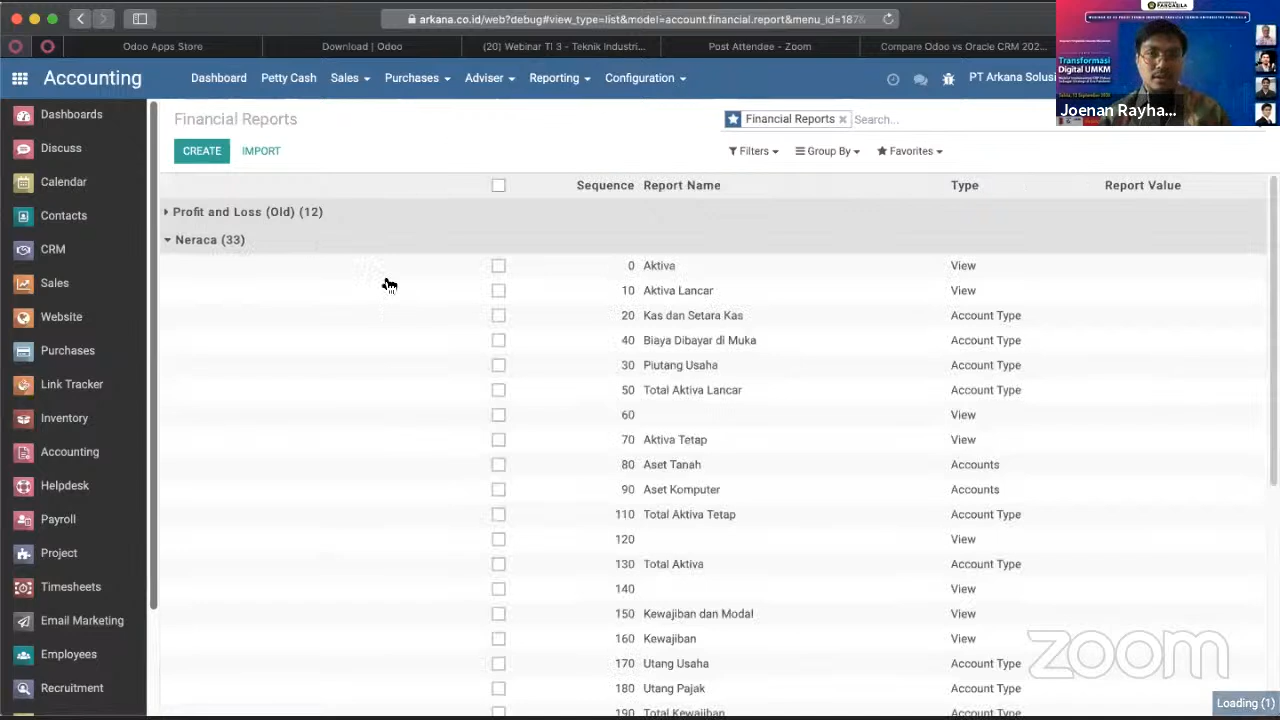 arkana
/web?debug#view_type=list&model=account.financial.report&menu_id=
Odoo Apps Store
(20) Webinar TI 3 - Teknik Industri...
Post Attendee - Zoom
Compare Odoo vs Oracle CRM 202...
Accounting
Dashboard
Petty Cash
Sales
Purchases
Adviser
Reporting
Configuration
PT Arkana Solus
Transformasi
Digital UMKM
Joenan Rayha...
Dashboards
Discuss
Calendar
Contacts
CRM
Sales
Website
Purchases
Link Tracker
Inventory
Accounting
Helpdesk
Payroll
Project
Timesheets
Email Marketing
Employees
Recruitment
Financial Reports
Financial Reports
Search...
CREATE
IMPORT
Filters
Group By
Favorites
Sequence Report Name Type Report Value
Profit and Loss (Old) (12)
Neraca (33)
0 Aktiva View
10 Aktiva Lancar View
20 Kas dan Setara Kas Account Type
40 Biaya Dibayar di Muka Account Type
30 Piutang Usaha Account Type
50 Total Aktiva Lancar Account Type
60 View
70 Aktiva Tetap View
80 Aset Tanah Accounts
90 Aset Komputer Accounts
110 Total Aktiva Tetap Account Type
120 View
130 Total Aktiva Account Type
140 View
150 Kewajiban dan Modal View
160 Kewajiban View
170 Utang Usaha Account Type
180 Utang Pajak Account Type
190 Total Kewajiban Account Type
zoom
Loading (1)